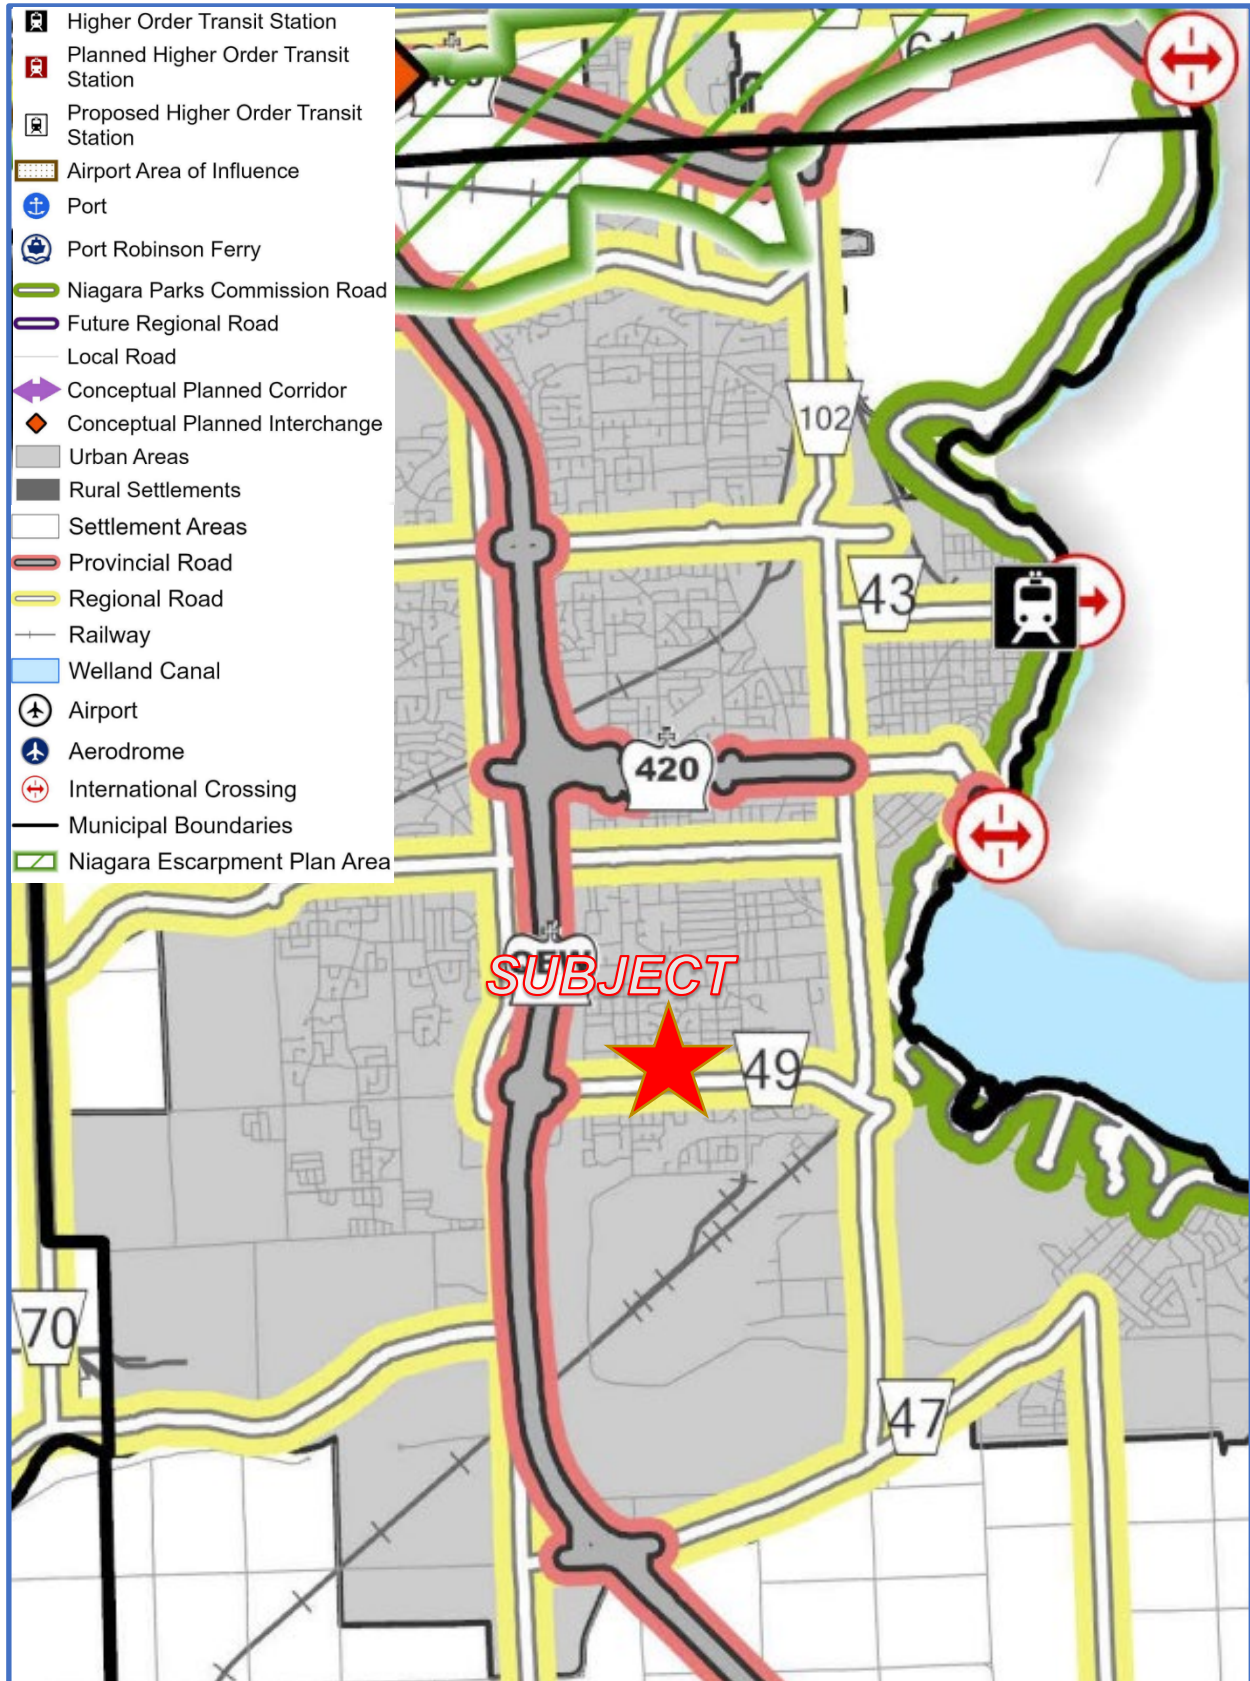 Higher Order Transit Station
Planned Higher Order Transit
Station
Proposed Higher Order Transit
Station
Airport Area of Influence
Port
Port Robinson Ferry
Niagara Parks Commission Road
Future Regional Road
Local Road
Conceptual Planned Corridor
Conceptual Planned Interchange
Urban Areas
Rural Settlements
Settlement Areas
Provincial Road
Regional Road
Railway
Welland Canal
Airport
Aerodrome
International Crossing
Municipal Boundaries
Niagara Escarpment Plan Area
61
102
43
420
QEW
SUBJECT
49
70
47